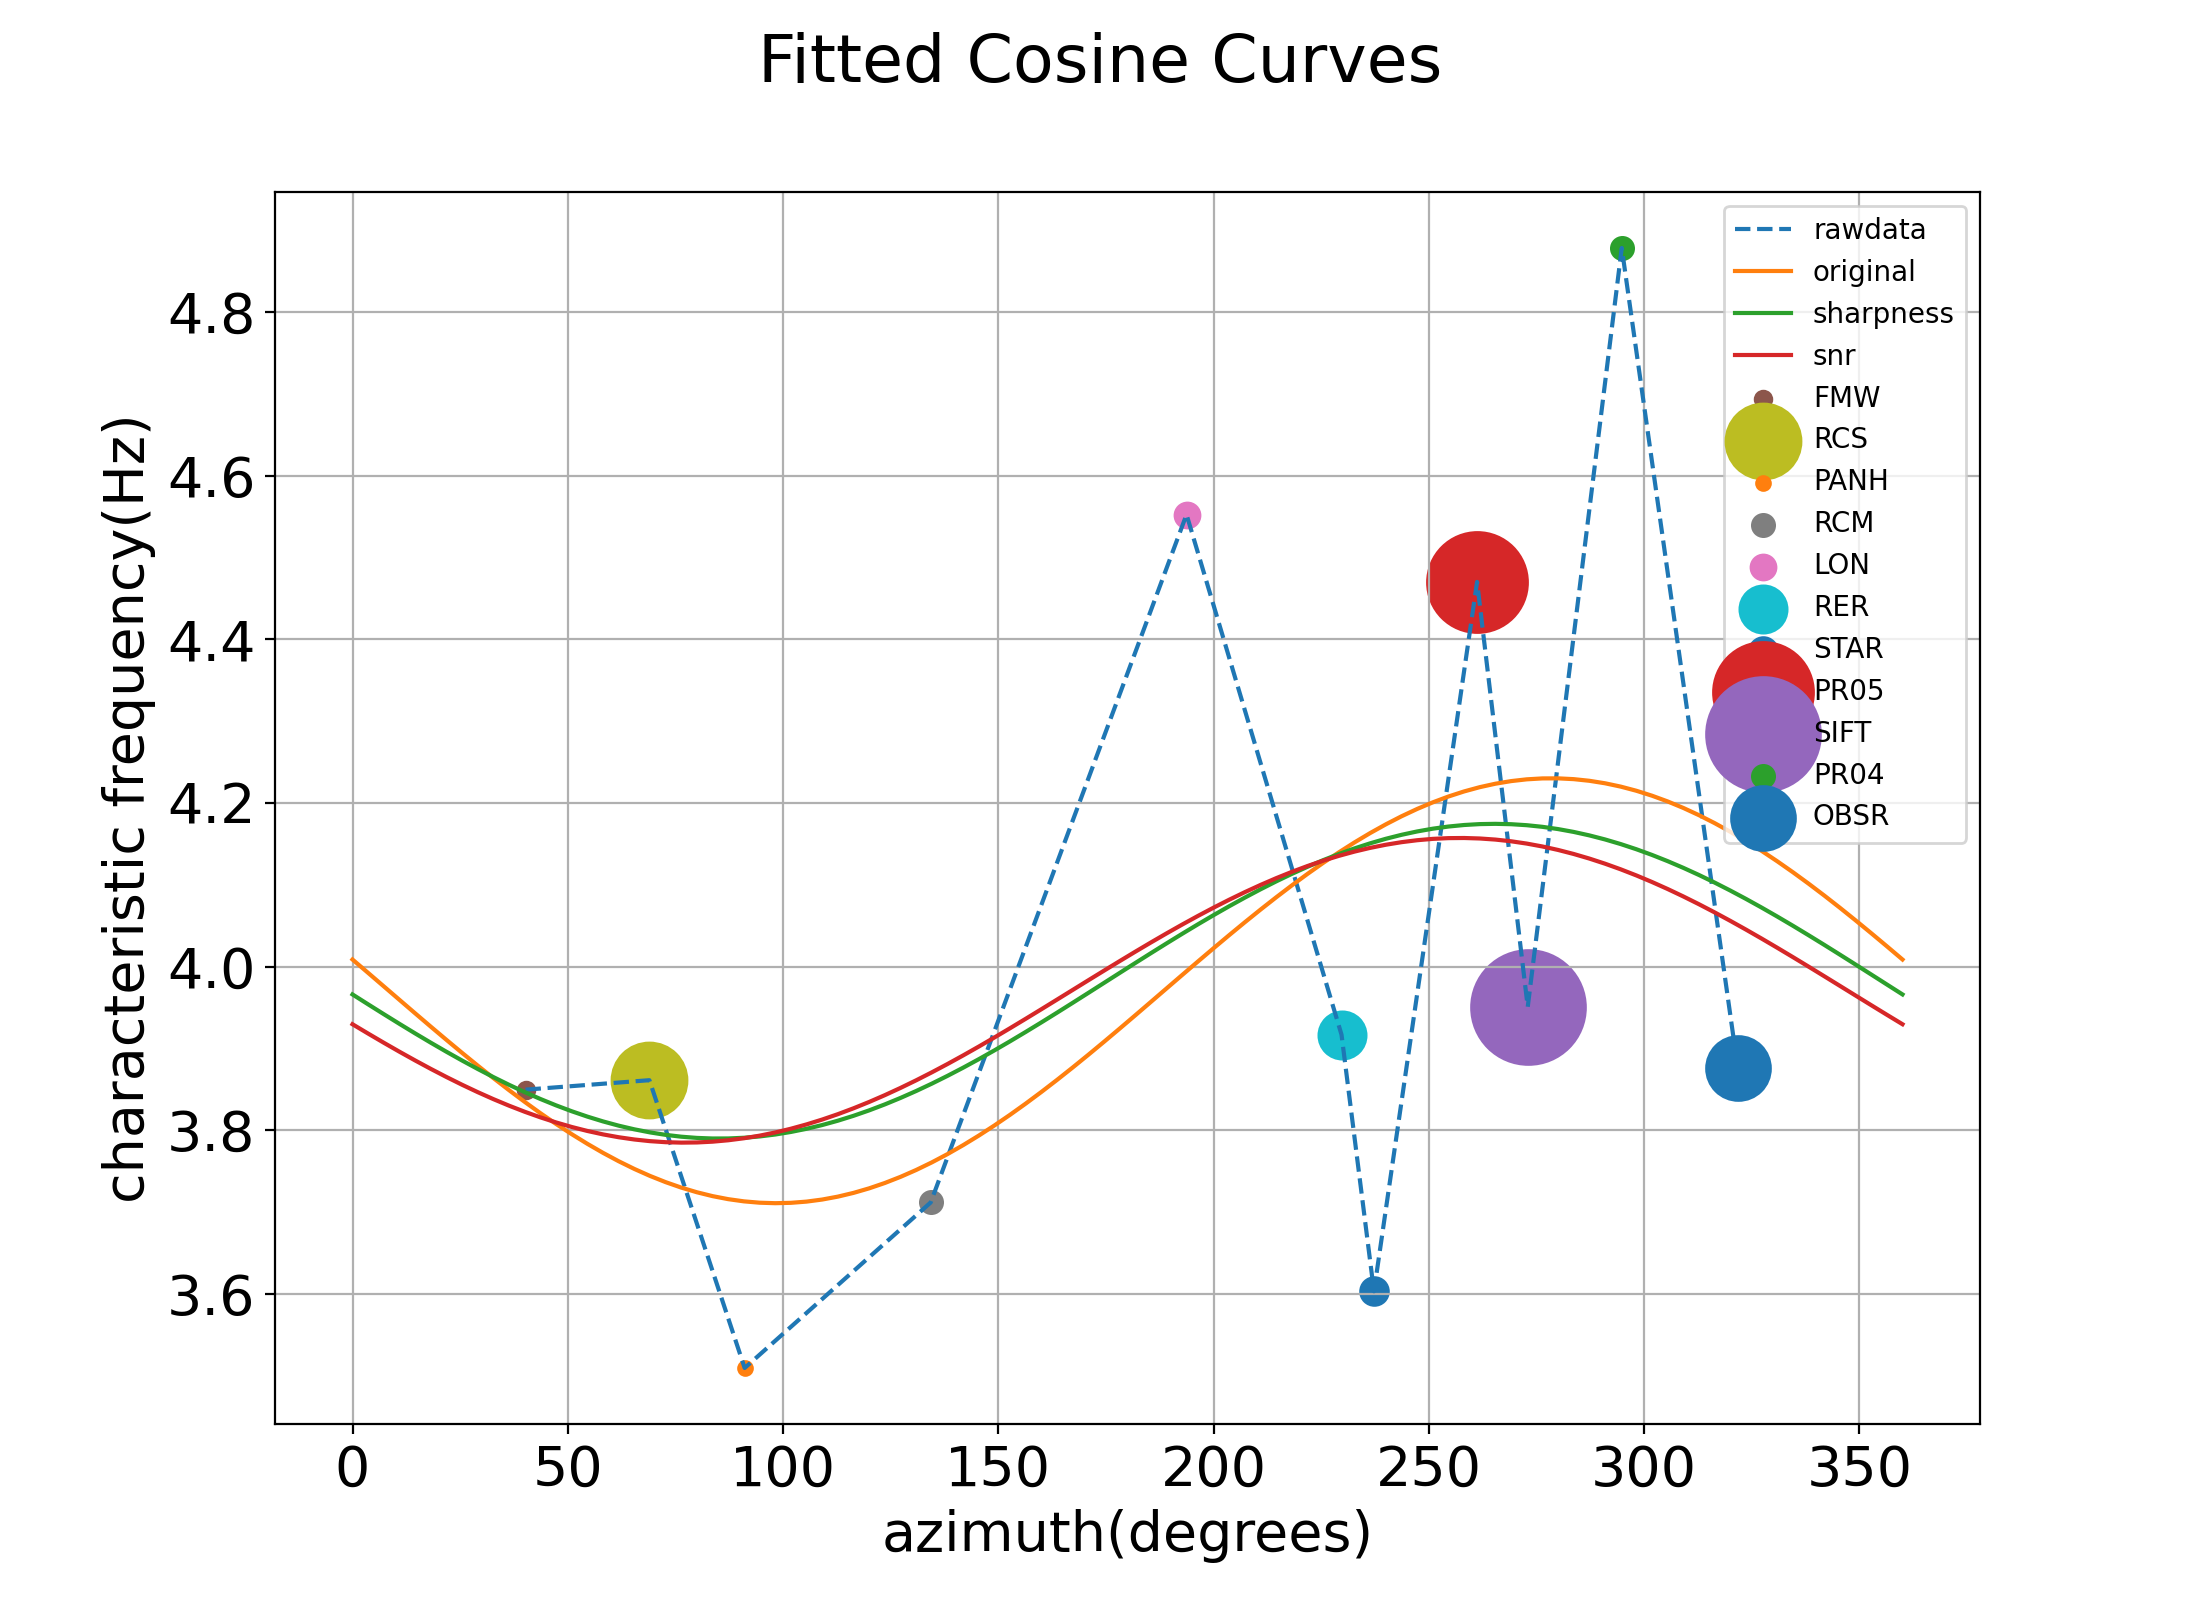 Fitted Cosine Curves
characteristic frequency(Hz)
4.8
4.6
4.4
4.2
4.0
3.8
3.6
rawdata
original
sharpness
snr
FMW
RCS
PANH
RCM
LON
RER
STAR
PR05
SIFT
PR04
OBSR
0 50 100 150 200 250 300 350
azimuth(degrees)